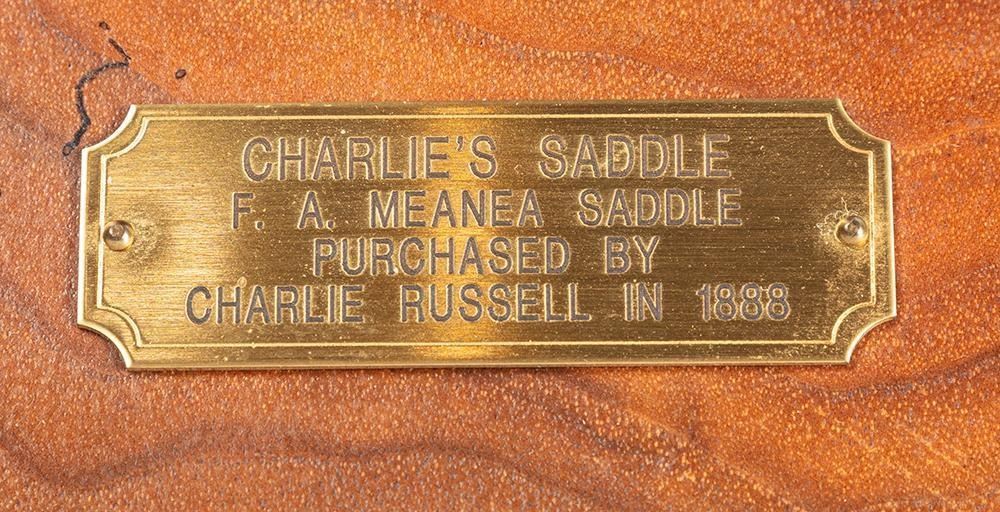 CHARLIE'S SADDLE
F. A. MEANEA SADDLE
PURCHASED BY
CHARLIE RUSSELL IN 1888